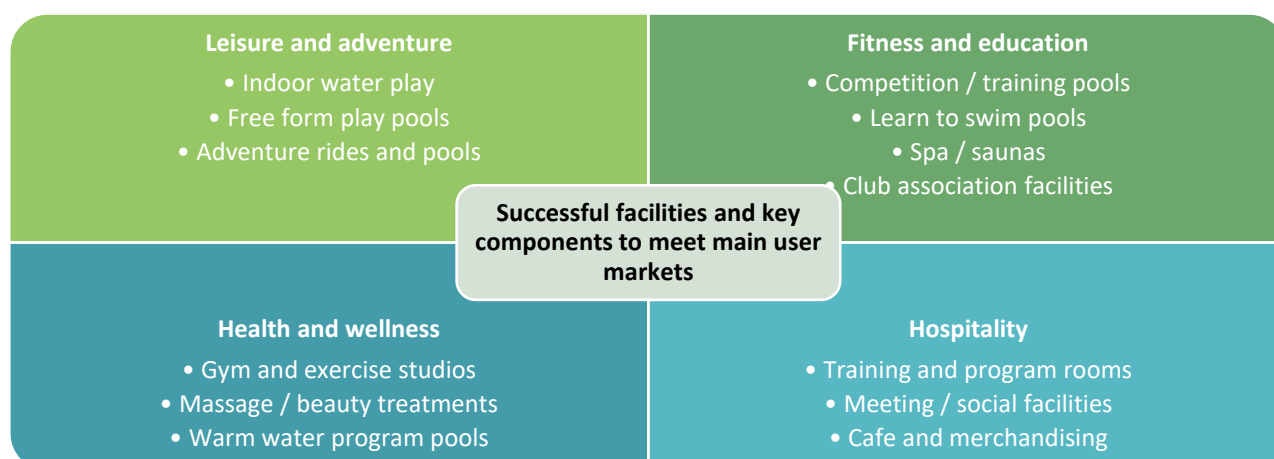 Leisure and adventure
• Indoor water play
• Free form play pools
• Adventure rides and pools
Fitness and education
• Competition / training pools
• Learn to swim pools
• Spa / saunas
• Club association facilities
Successful facilities and key
components to meet main user
markets
Health and wellness
• Gym and exercise studios
• Massage / beauty treatments
• Warm water program pools
Hospitality
• Training and program rooms
• Meeting / social facilities
• Cafe and merchandising